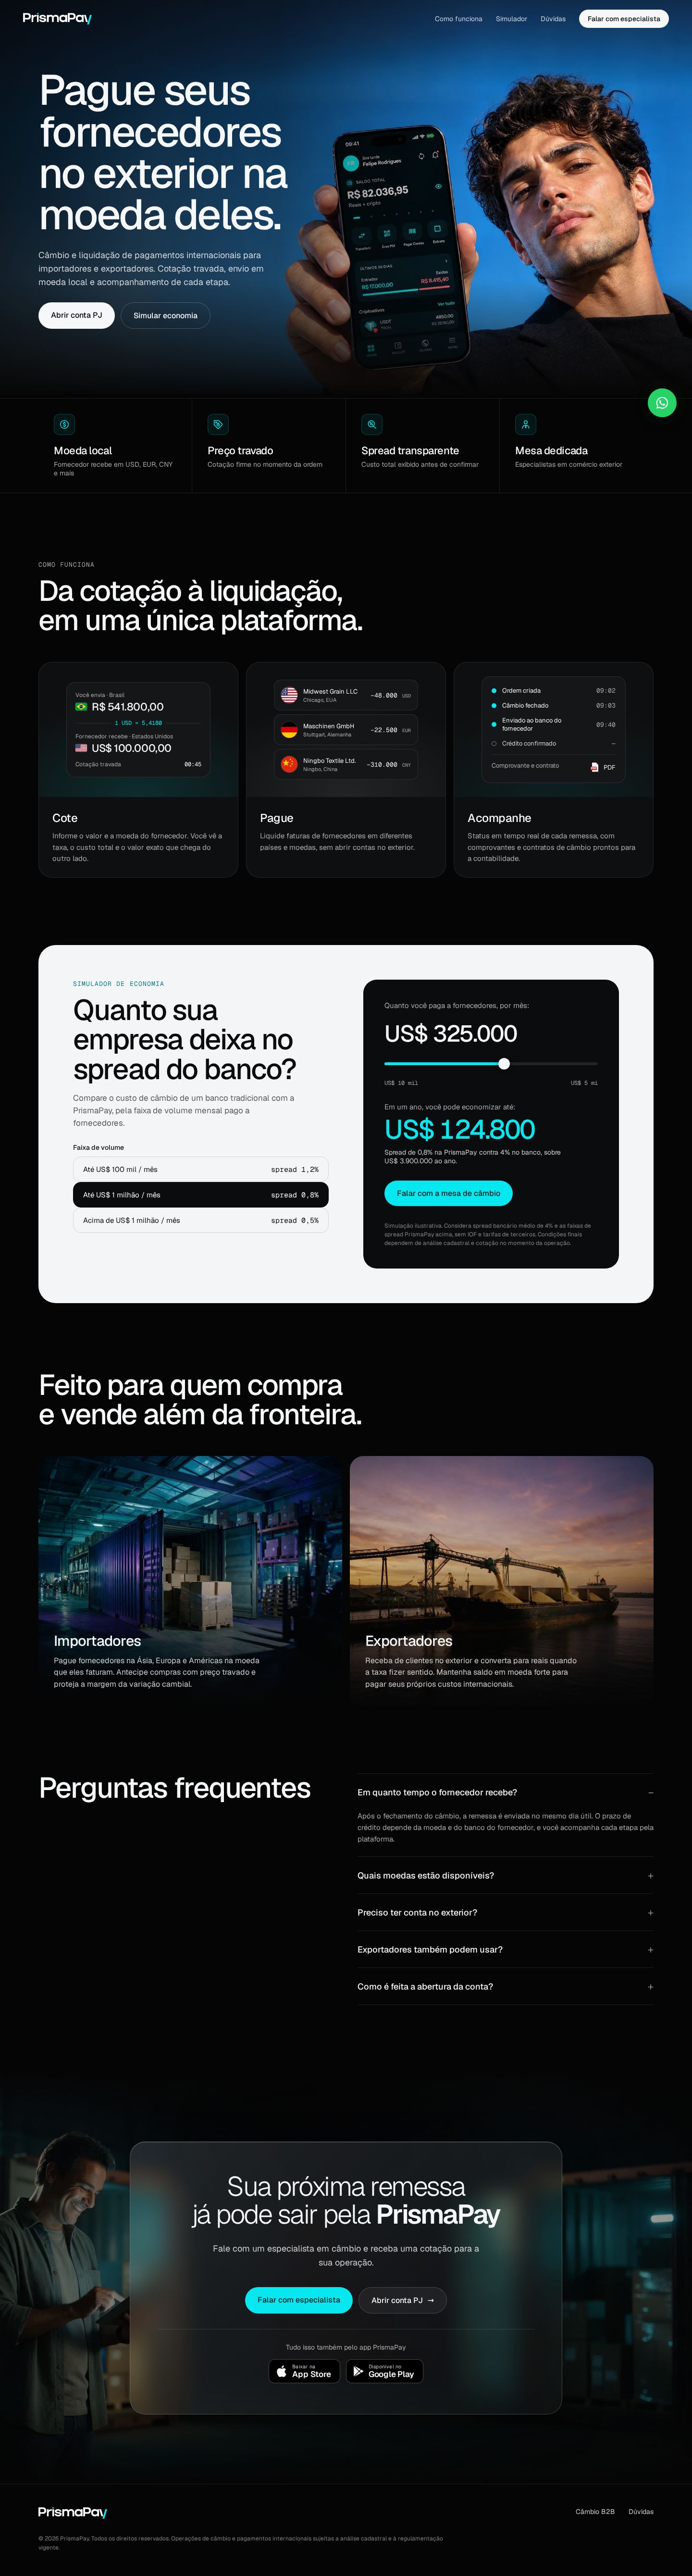 PrismaPay
Como funciona
Simulador
Dúvidas
Falar com especialista
Pague seus
fornecedores
no exterior na
moeda deles.
Câmbio e liquidação de pagamentos internacionais para
importadores e exportadores. Cotação travada, envio em
moeda local e acompanhamento de cada etapa.
Abrir conta PJ
Simular economia
09:41
Boa tarde
Felipe Rodrigues
SALDO TOTAL
R$ 82.036,95
Reais + cripto
ÚLTIMOS 30 DIAS
Entradas
R$ 17.000,00
R$ 8.415,40
Ver tudo
USDT
Moeda local
Fornecedor recebe em USD, EUR, CNY
e mais
Preço travado
Cotação firme no momento da ordem
Spread transparente
Custo total exibido antes de confirmar
Mesa dedicada
Especialistas em comércio exterior
COMO FUNCIONA
Da cotação à liquidação,
em uma única plataforma.
Você envia · Brasil
R$ 541.800,00
1 USD = 5,4180
Fornecedor recebe · Estados Unidos
US$ 100.000,00
Cotação travada
00:45
Cote
Informe o valor e a moeda do fornecedor. Você vê a
taxa, o custo total e o valor exato que chega do
outro lado.
Midwest Grain LLC
Chicago, EUA
−48.000 USD
Maschinen GmbH
Stuttgart, Alemanha
−22.500 EUR
Ningbo Textile Ltd.
Ningbo, China
−310.000 CNY
Pague
Liquide faturas de fornecedores em diferentes
países e moedas, sem abrir contas no exterior.
Ordem criada
09:02
Câmbio fechado
09:03
Enviado ao banco do
fornecedor
09:40
Crédito confirmado
—
Comprovante e contrato
PDF
Acompanhe
Status em tempo real de cada remessa, com
comprovantes e contratos de câmbio prontos para
a contabilidade.
SIMULADOR DE ECONOMIA
Quanto sua
empresa deixa no
spread do banco?
Compare o custo de câmbio de um banco tradicional com a
PrismaPay, pela faixa de volume mensal pago a
fornecedores.
Faixa de volume
Até US$ 100 mil / mês
spread 1,2%
Até US$ 1 milhão / mês
spread 0,8%
Acima de US$ 1 milhão / mês
spread 0,5%
Quanto você paga a fornecedores, por mês:
US$ 325.000
US$ 10 mil
US$ 5 mi
Em um ano, você pode economizar até:
US$ 124.800
Spread de 0,8% na PrismaPay contra 4% no banco, sobre
US$ 3.900.000 ao ano.
Falar com a mesa de câmbio
Simulação ilustrativa. Considera spread bancário médio de 4% e as faixas de
spread PrismaPay acima, sem IOF e tarifas de terceiros. Condições finais
dependem de análise cadastral e cotação no momento da operação.
Feito para quem compra
e vende além da fronteira.
Importadores
Pague fornecedores na Ásia, Europa e Américas na moeda
que eles faturam. Antecipe compras com preço travado e
proteja a margem da variação cambial.
Exportadores
Receba de clientes no exterior e converta para reais quando
a taxa fizer sentido. Mantenha saldo em moeda forte para
pagar seus próprios custos internacionais.
Perguntas frequentes
Em quanto tempo o fornecedor recebe?
Após o fechamento do câmbio, a remessa é enviada no mesmo dia útil. O prazo de
crédito depende da moeda e do banco do fornecedor, e você acompanha cada etapa pela
plataforma.
Quais moedas estão disponíveis?
Preciso ter conta no exterior?
Exportadores também podem usar?
Como é feita a abertura da conta?
Sua próxima remessa
já pode sair pela PrismaPay
Fale com um especialista em câmbio e receba uma cotação para a
sua operação.
Falar com especialista
Abrir conta PJ →
Tudo isso também pelo app PrismaPay
Baixar na
App Store
Disponível no
Google Play
PrismaPay
Câmbio B2B
Dúvidas
© 2026 PrismaPay. Todos os direitos reservados. Operações de câmbio e pagamentos internacionais sujeitas a análise cadastral e à regulamentação
vigente.